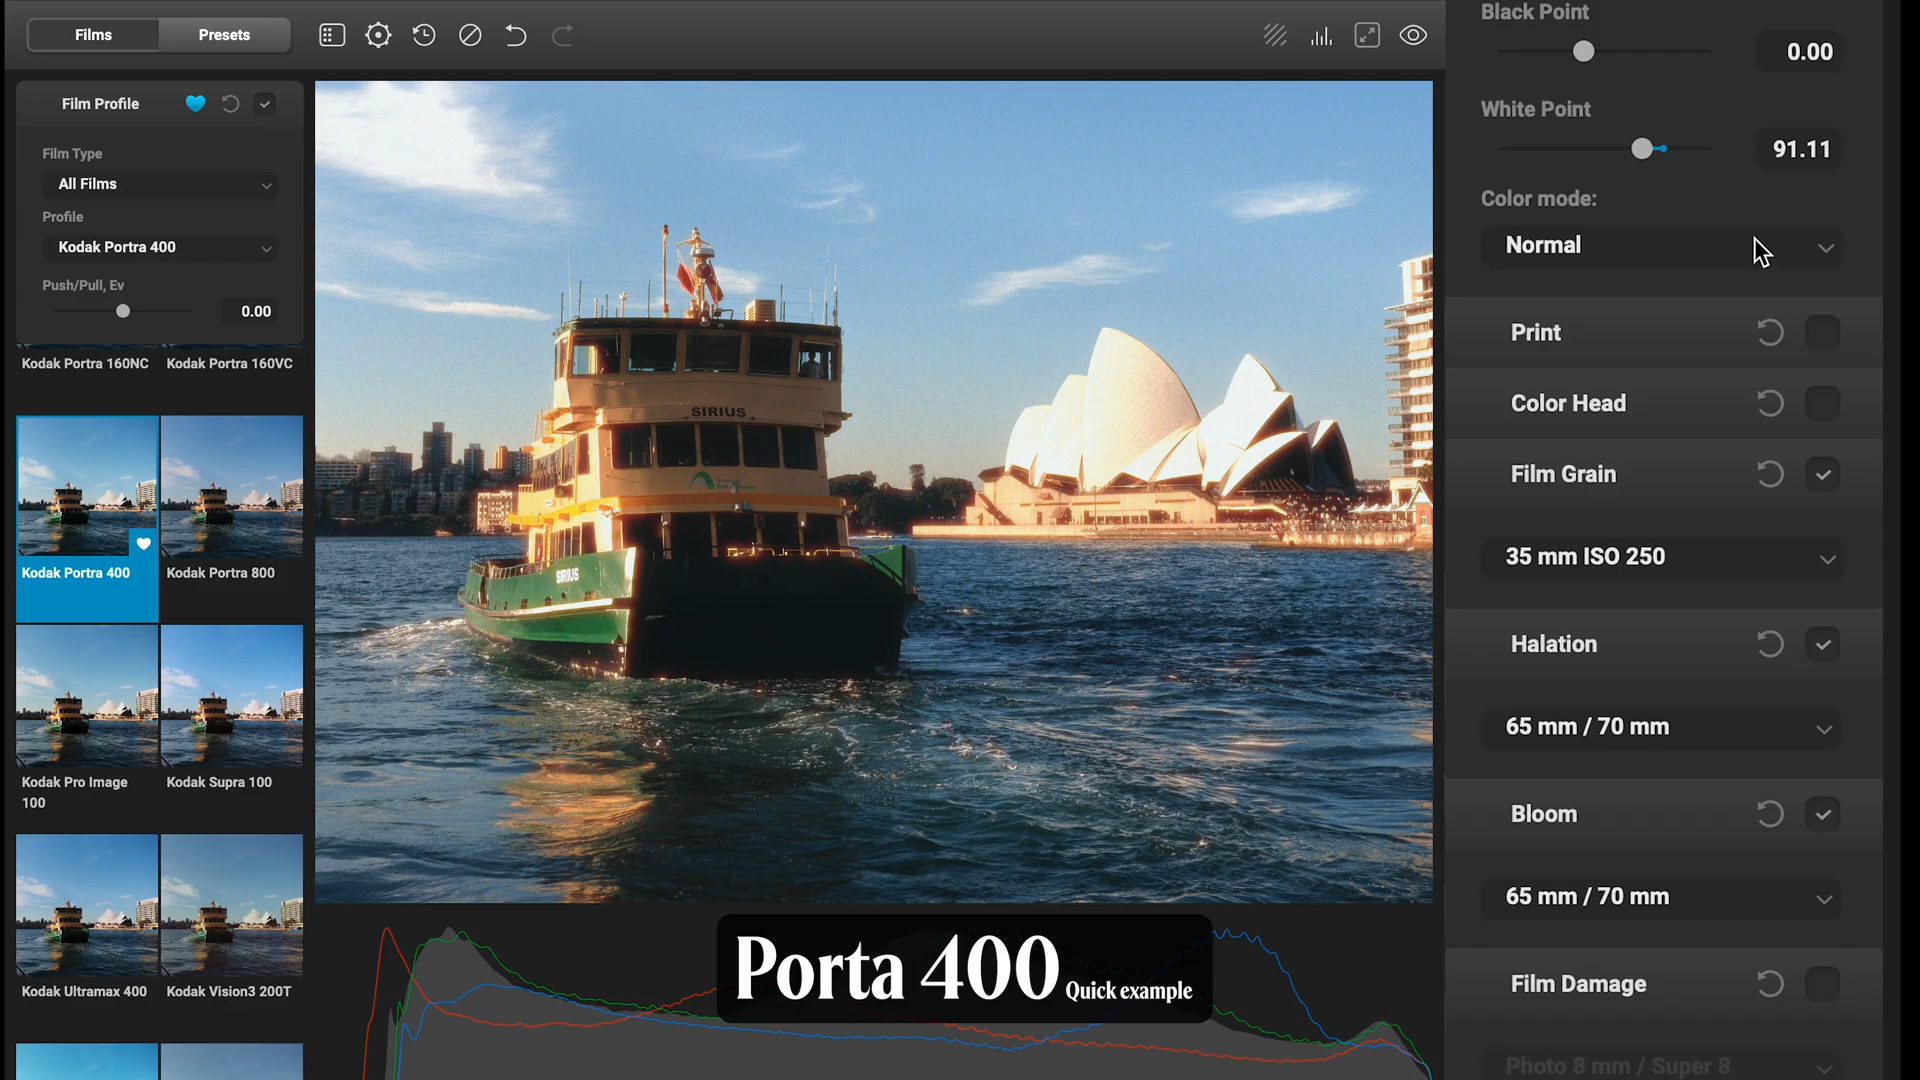 Films
Presets
Film Profile
Film Type
All Films
Profile
Kodak Portra 400
Push/Pull, Ev
0.00
Kodak Portra 160NC
Kodak Portra 160VC
Kodak Portra 400
Kodak Portra 800
Kodak Pro Image
100
Kodak Supra 100
Kodak Ultramax 400
Kodak Vision3 200T
SIRIUS
SIRIUS
Porta 400 Quick example
Black Point
0.00
White Point
91.11
Color mode:
Normal
Print
Color Head
Film Grain
35 mm ISO 250
Halation
65 mm / 70 mm
Bloom
65 mm / 70 mm
Film Damage
Photo 8 mm / Super 8